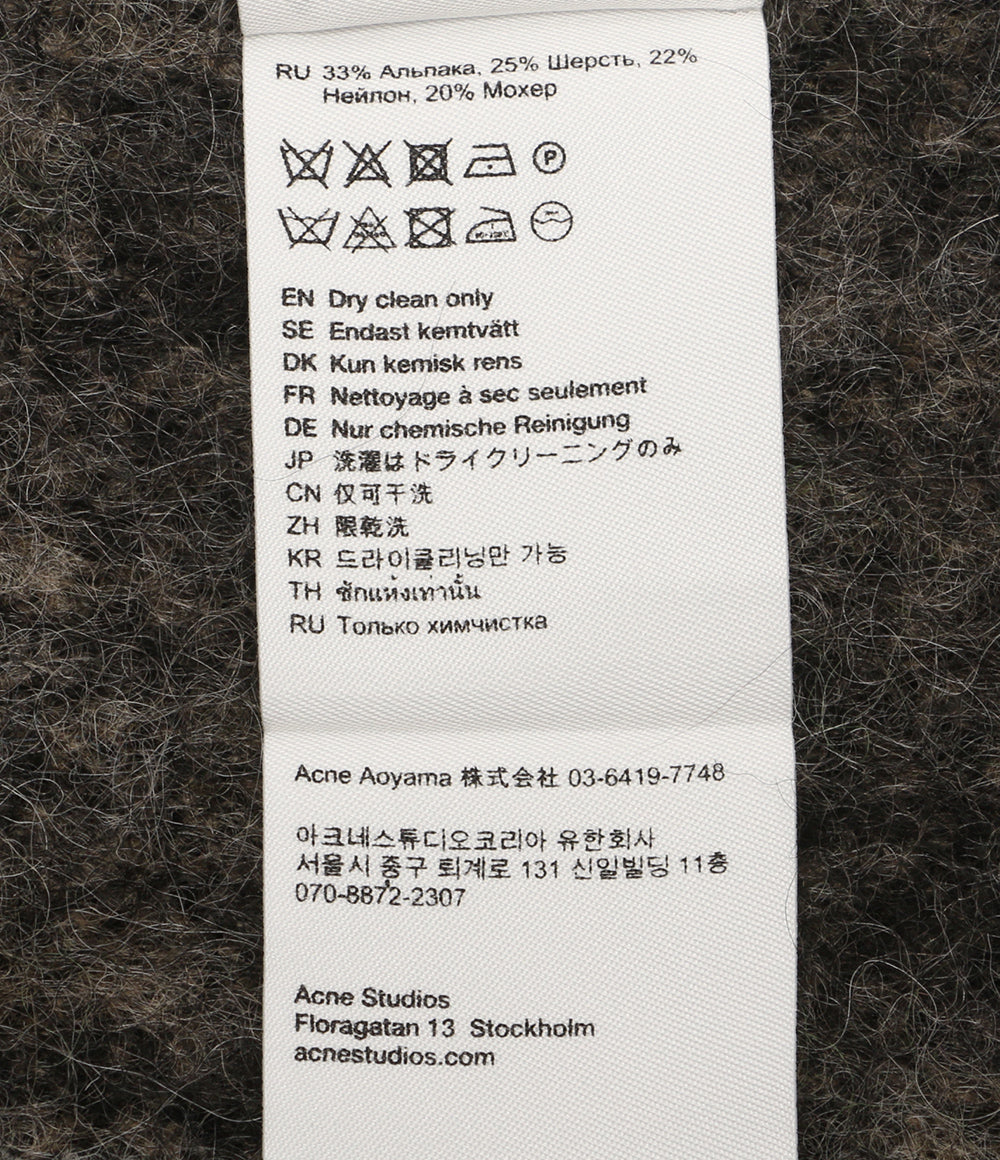 RU 33% Альпака, 25% Шерсть, 22%
Нейлон, 20% Мохер
P
EN Dry clean only
SE Endast kemtvätt
DK Kun kemisk rens
FR Nettoyage à sec seulement
DE Nur chemische Reinigung
JP 洗濯はドライクリーニングのみ
CN 仅可干洗
ZH 限乾洗
KR 드라이클리닝만 가능
TH ซักแห้งเท่านั้น
RU Только химчистка
Acne Aoyama 株式会社 03-6419-7748
아크네스튜디오코리아 유한회사
서울시 중구 퇴계로 131 신일빌딩 11층
070-8872-2307
Acne Studios
Floragatan 13 Stockholm
acnestudios.com